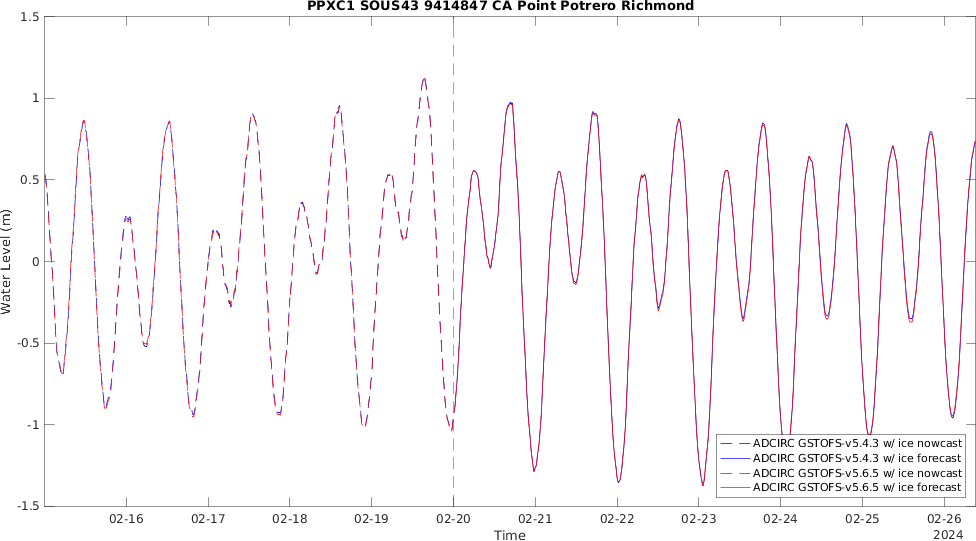 PPXC1 SOUS43 9414847 CA Point Potrero Richmond
1.5
1
0.5
0
-0.5
-1
-1.5
Water Level (m)
02-16 02-17 02-18 02-19 02-20 02-21 02-22 02-23 02-24 02-25 02-26
Time
2024
ADCIRC GSTOFS-v5.4.3 w/ ice nowcast
ADCIRC GSTOFS-v5.4.3 w/ ice forecast
ADCIRC GSTOFS-v5.6.5 w/ ice nowcast
ADCIRC GSTOFS-v5.6.5 w/ ice forecast